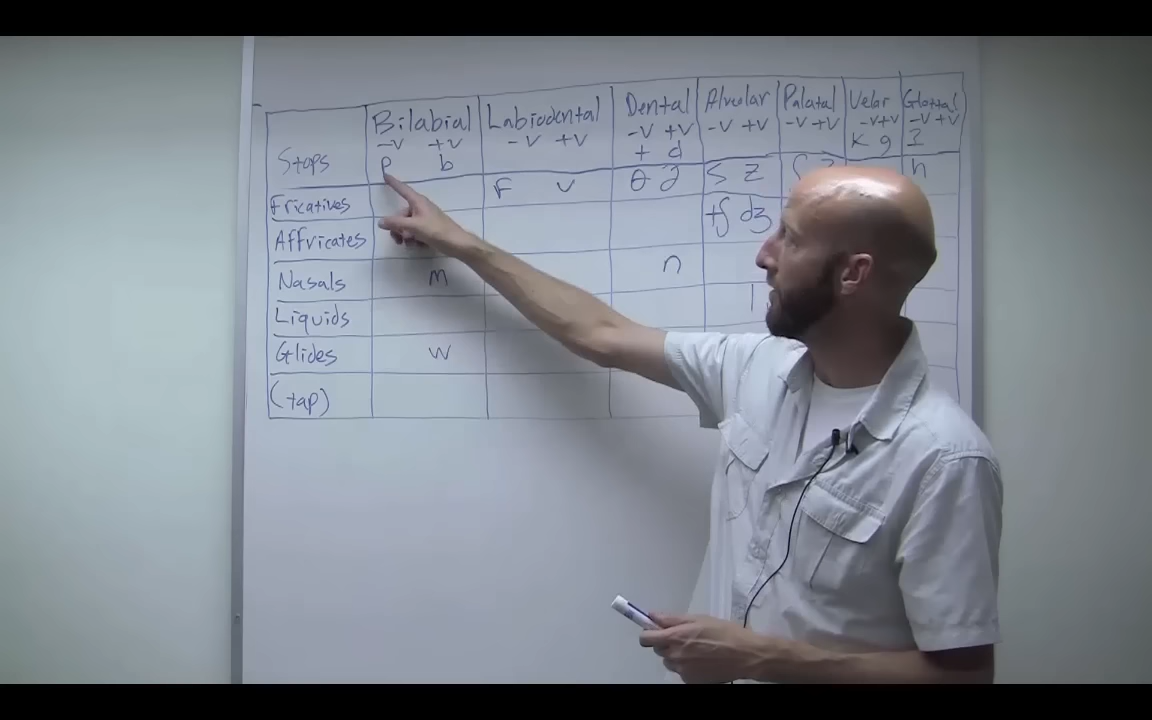 Bilabial Labiodental Dental Alveolar Palatal Velar Glottal
-V +V -V +V -V +V -V +V -V +V -V +V -V +V
Stops p b t d k g ʔ
Fricatives F v θ ð s z ʃ h
Affricates tʃ dʒ
Nasals m n
Liquids l
Glides w
(tap)